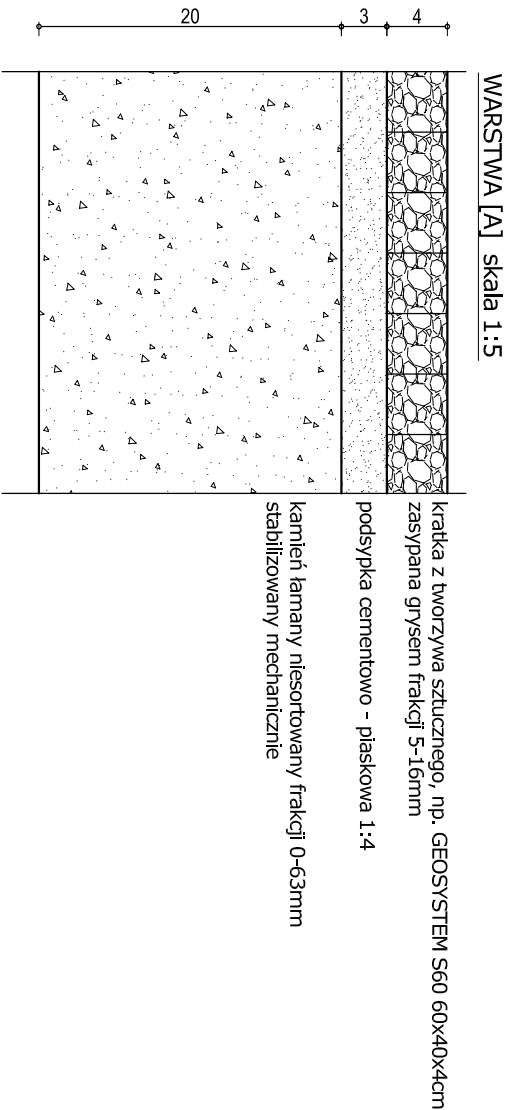 WARSTWA [A] skala 1:5
4
3
20
kratka z tworzywa sztucznego, np. GEOSYSTEM S60 60x40x4cm
zasypana grysem frakcji 5-16mm
podsypka cementowo - piaskowa 1:4
kamień łamany niesortowany frakcji 0-63mm
stabilizowany mechanicznie